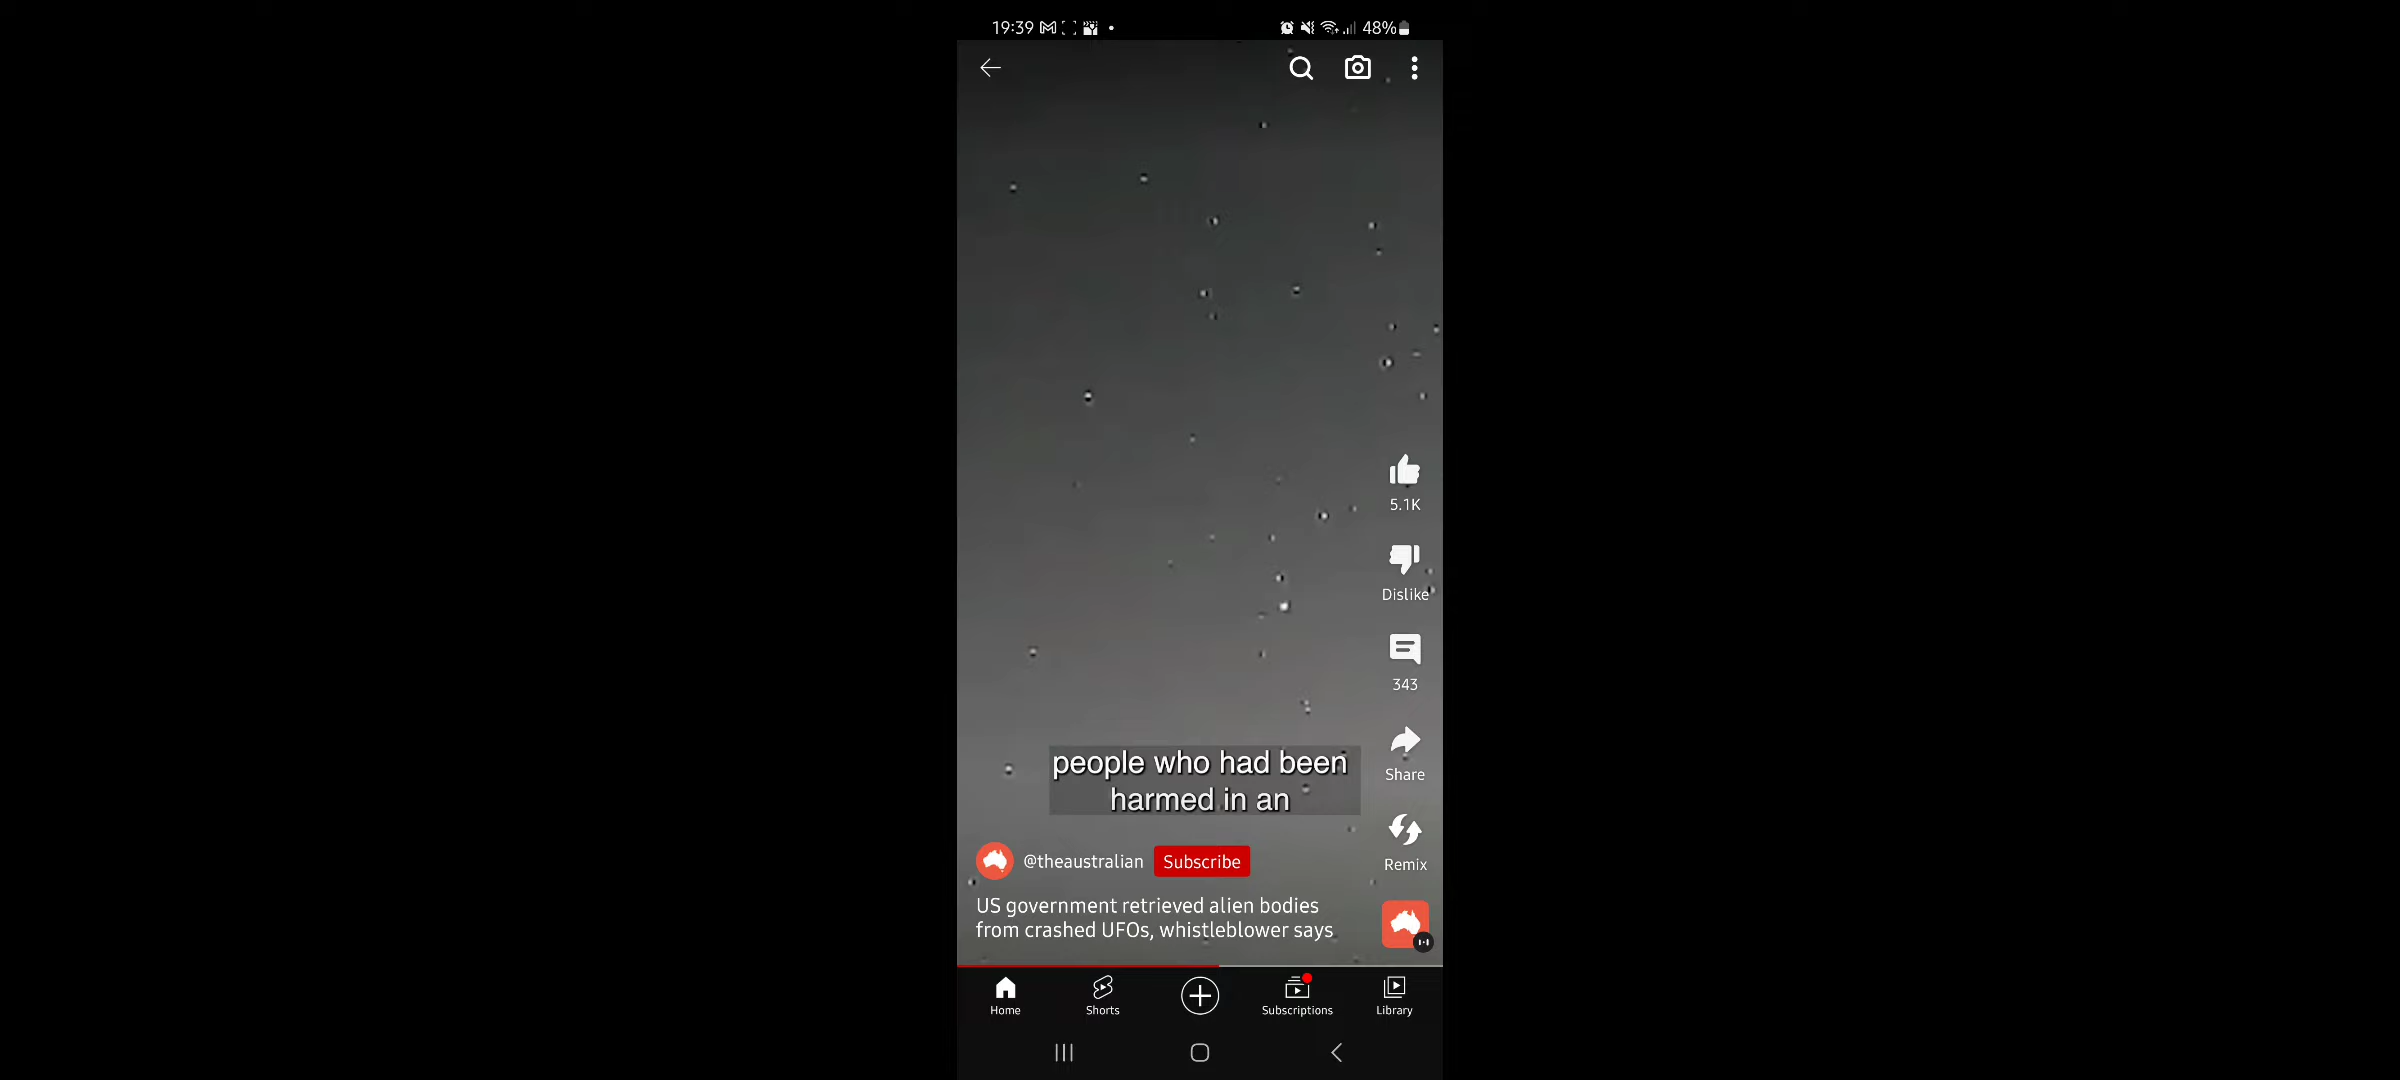 19:39
48%
5.1K
Dislike
343
Share
people who had been
harmed in an
Remix
@theaustralian Subscribe
US government retrieved alien bodies
from crashed UFOs, whistleblower says
Home Shorts Subscriptions Library